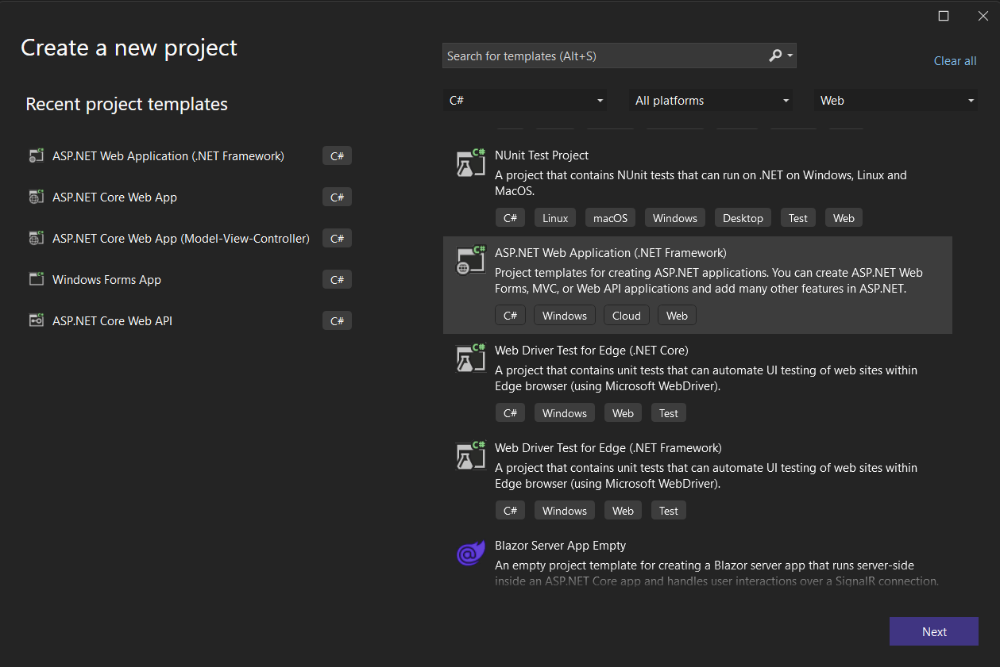 Create a new project
Search for templates (Alt+S)
Clear all
Recent project templates
C#
All platforms
Web
ASP.NET Web Application (.NET Framework)
C#
ASP.NET Core Web App
C#
ASP.NET Core Web App (Model-View-Controller)
C#
Windows Forms App
C#
ASP.NET Core Web API
C#
C#
NUnit Test Project
A project that contains NUnit tests that can run on .NET on Windows, Linux and
MacOS.
C# Linux macOS Windows Desktop Test Web
C#
ASP.NET Web Application (.NET Framework)
Project templates for creating ASP.NET applications. You can create ASP.NET Web
Forms, MVC, or Web API applications and add many other features in ASP.NET.
C# Windows Cloud Web
C#
Web Driver Test for Edge (.NET Core)
A project that contains unit tests that can automate UI testing of web sites within
Edge browser (using Microsoft WebDriver).
C# Windows Web Test
C#
Web Driver Test for Edge (.NET Framework)
A project that contains unit tests that can automate UI testing of web sites within
Edge browser (using Microsoft WebDriver).
C# Windows Web Test
@
Blazor Server App Empty
An empty project template for creating a Blazor server app that runs server-side
inside an ASP.NET Core app and handles user interactions over a SignalR connection.
Next